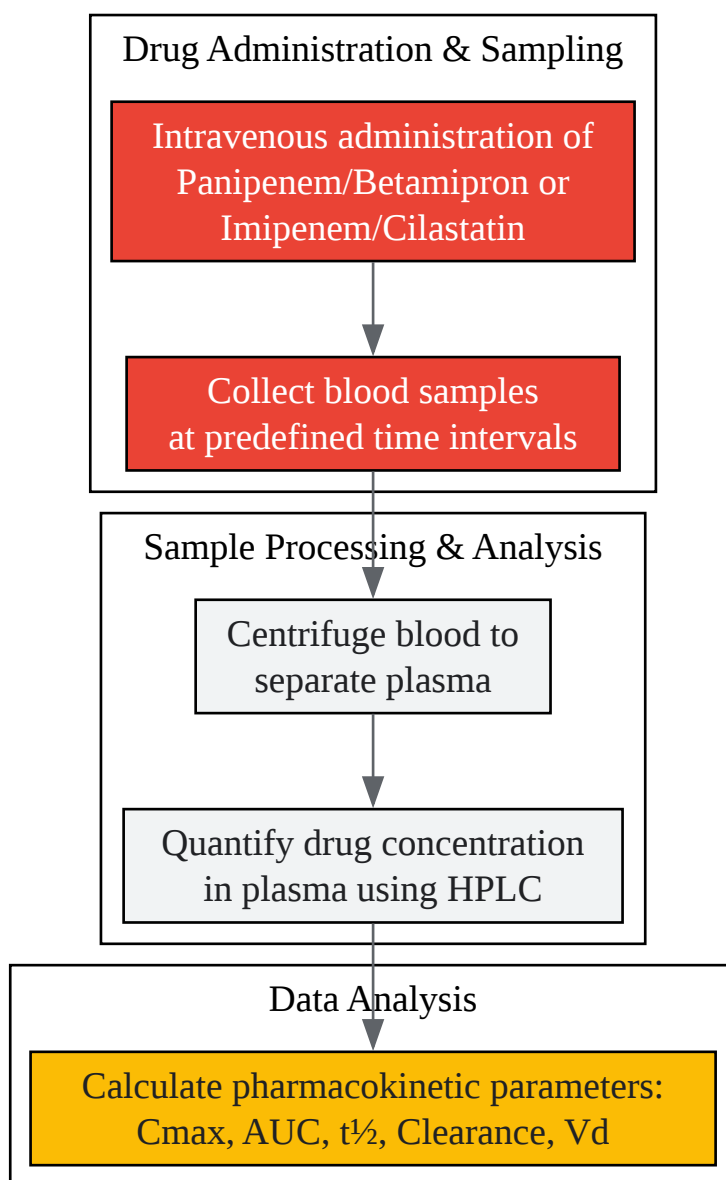 Drug Administration & Sampling
Intravenous administration of
Panipenem/Betamipron or
Imipenem/Cilastatin
Collect blood samples
at predefined time intervals
Sample Processing & Analysis
Centrifuge blood to
separate plasma
Quantify drug concentration
in plasma using HPLC
Data Analysis
Calculate pharmacokinetic parameters:
Cmax, AUC, t½, Clearance, Vd